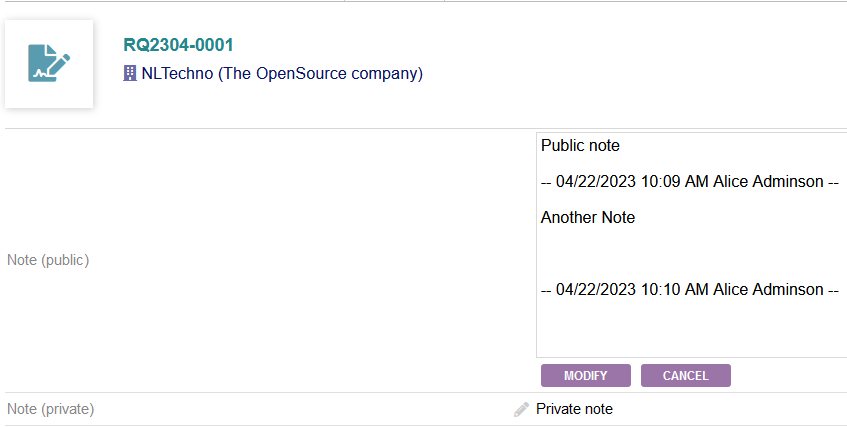 RQ2304-0001
NLTechno (The OpenSource company)
Public note
-- 04/22/2023 10:09 AM Alice Adminson --
Another Note
Note (public)
-- 04/22/2023 10:10 AM Alice Adminson --
MODIFY CANCEL
Note (private) Private note